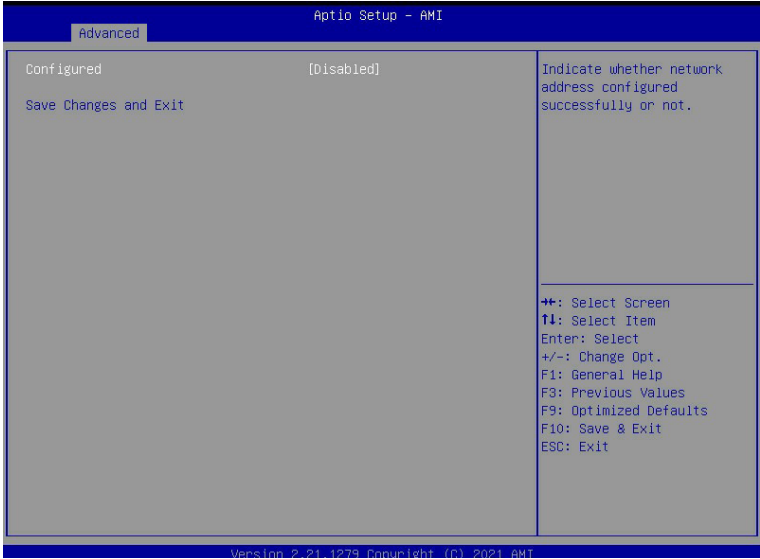 Aptio Setup – AMI
Advanced
Configured [Disabled]
Save Changes and Exit
Indicate whether network
address configured
successfully or not.
→←: Select Screen
↑↓: Select Item
Enter: Select
+/-: Change Opt.
F1: General Help
F3: Previous Values
F9: Optimized Defaults
F10: Save & Exit
ESC: Exit
Version 2.21.1279 Copyright (C) 2021 AMI